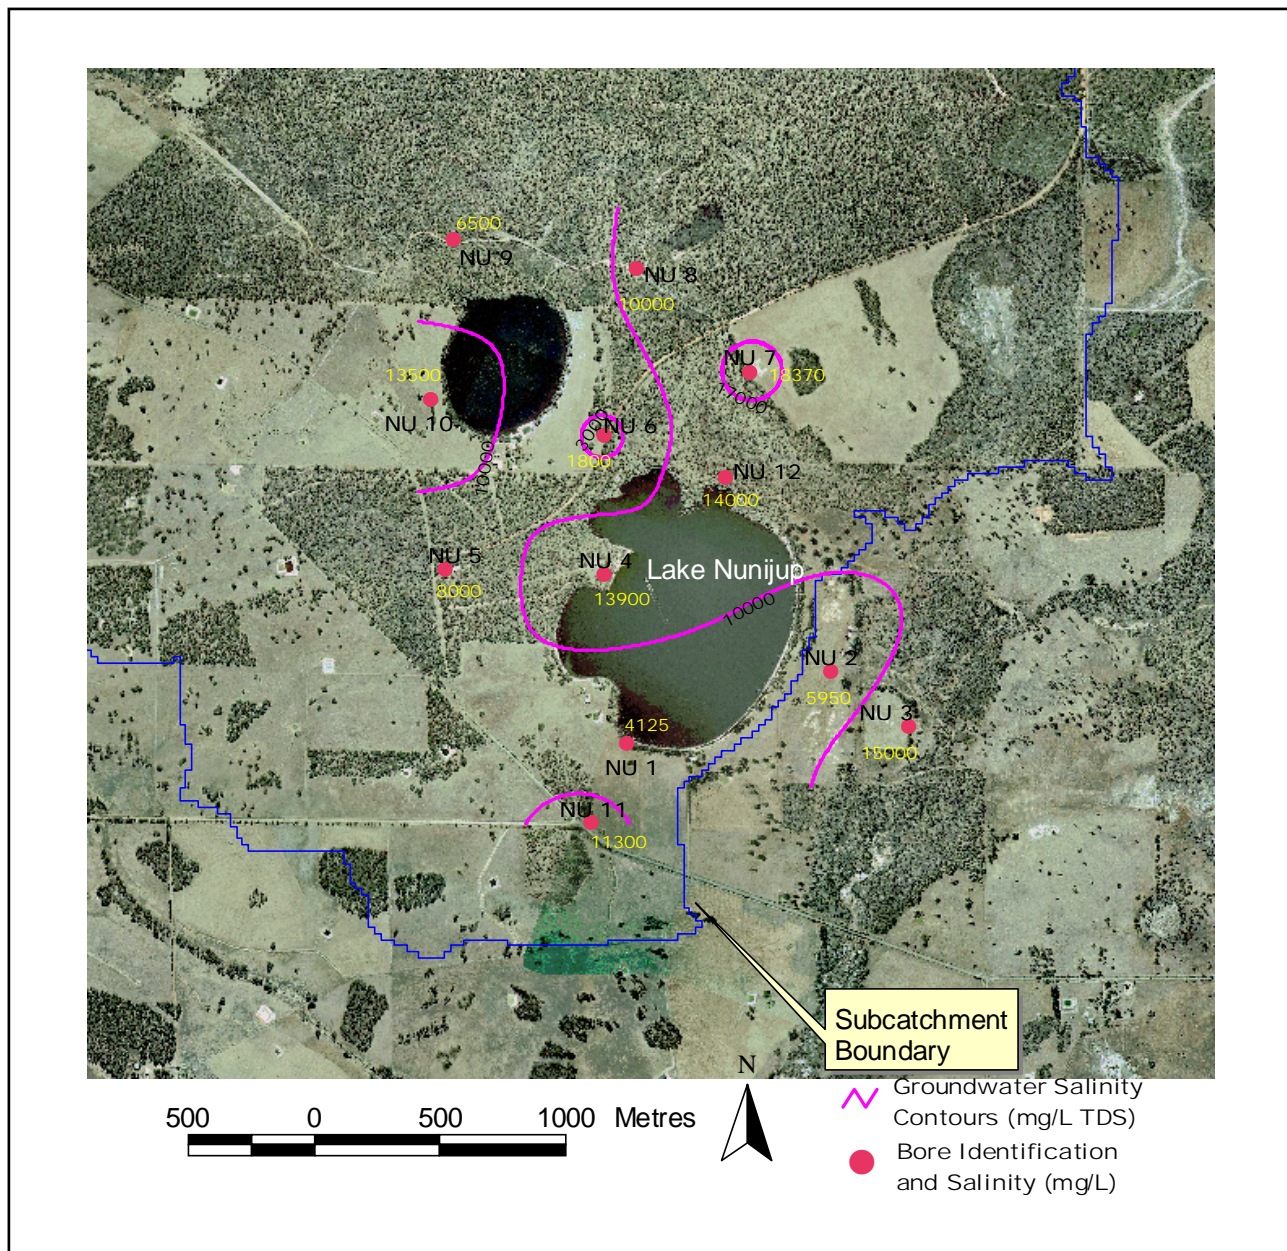 6500
NU 9
NU 8
10000
13500
NU 10
10000
NU 7
18370
17000
3000
NU 6
1800
NU 12
14000
NU 5
8000
NU 4
13900
Lake Nunijup
10000
NU 2
5950
NU 3
15000
4125
NU 1
NU 11
11300
Subcatchment
Boundary
N
500 0 500 1000 Metres
Groundwater Salinity
Contours (mg/L TDS)
Bore Identification
and Salinity (mg/L)